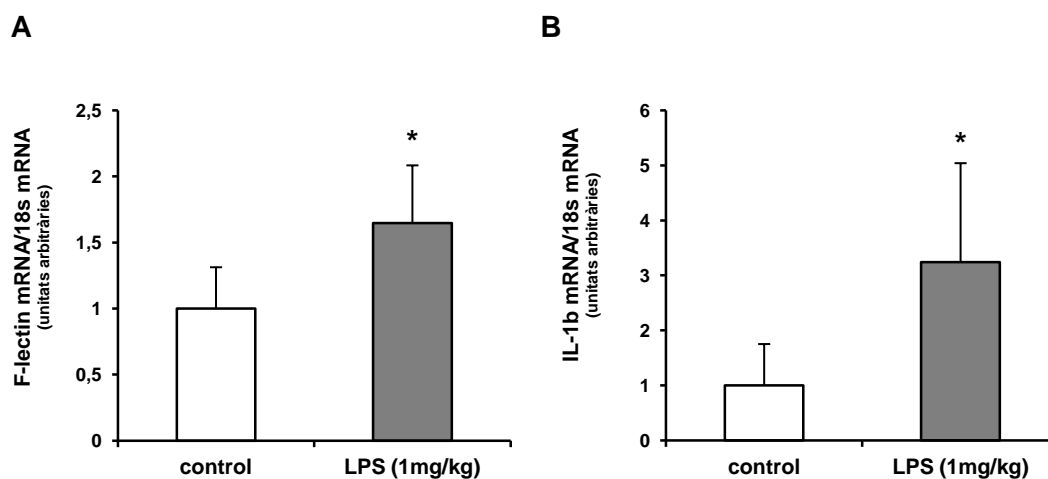 A
F-lectin mRNA/18s mRNA
(unitats arbitràries)
2,5
2
1,5
1
0,5
0
*
control
LPS (1mg/kg)
B
IL-1b mRNA/18s mRNA
(unitats arbitràries)
6
5
4
3
2
1
0
*
control
LPS (1mg/kg)